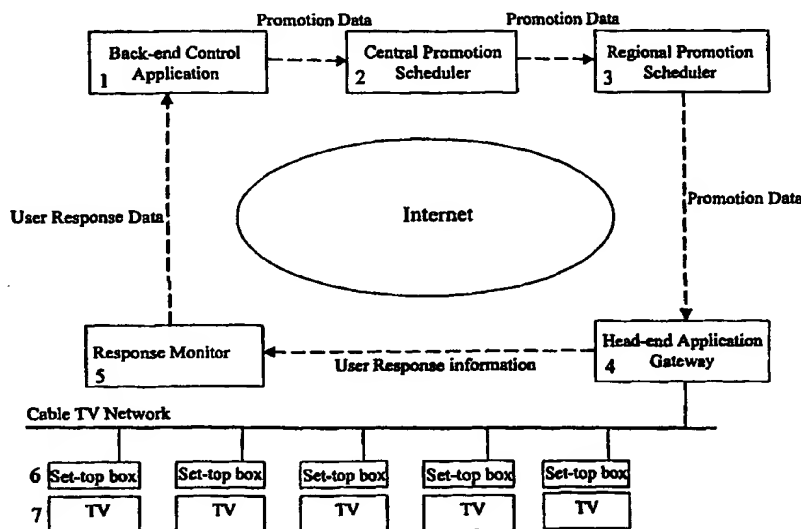 Promotion Data
Promotion Data
Back-end Control
Application
1
Central Promotion
Scheduler
2
Regional Promotion
Scheduler
3
User Response Data
Internet
Promotion Data
Response Monitor
5
User Response information
Head-end Application
Gateway
4
Cable TV Network
6 Set-top box Set-top box Set-top box Set-top box Set-top box
7 TV TV TV TV TV